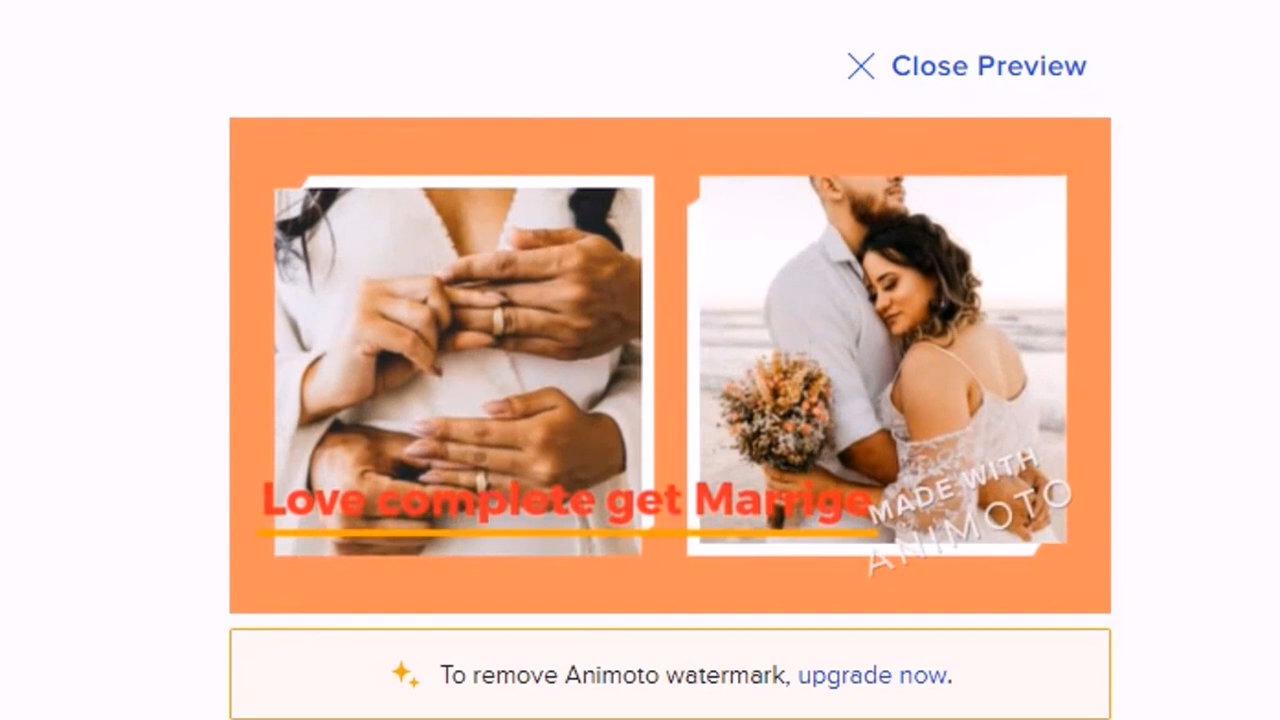 Close Preview
Love complete get Marrige
MADE WITH
ANIMOTO
To remove Animoto watermark, upgrade now.